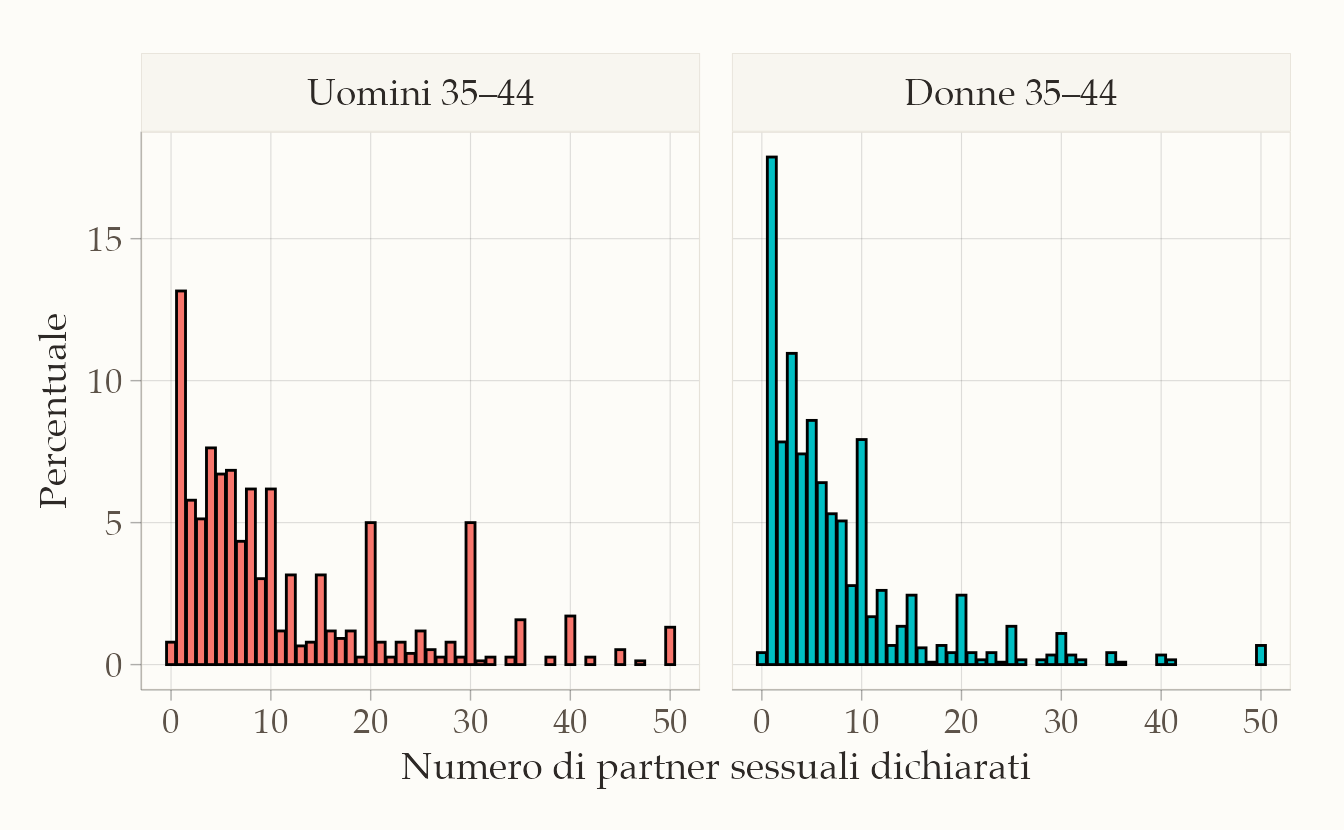 Uomini 35–44
Donne 35–44
Percentuale
15
10
5
0
0 10 20 30 40 50
0 10 20 30 40 50
Numero di partner sessuali dichiarati